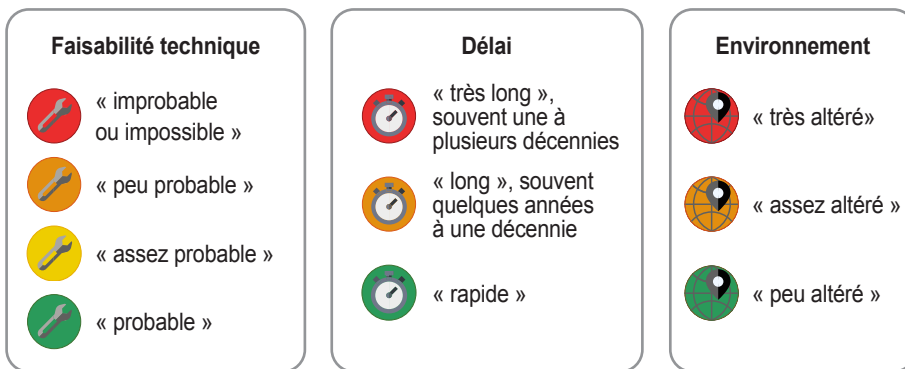 Faisabilité technique
« improbable
ou impossible »
« peu probable »
« assez probable »
« probable »
Délai
« très long »,
souvent une à
plusieurs décennies
« long », souvent
quelques années
à une décennie
« rapide »
Environnement
« très altéré»
« assez altéré »
« peu altéré »